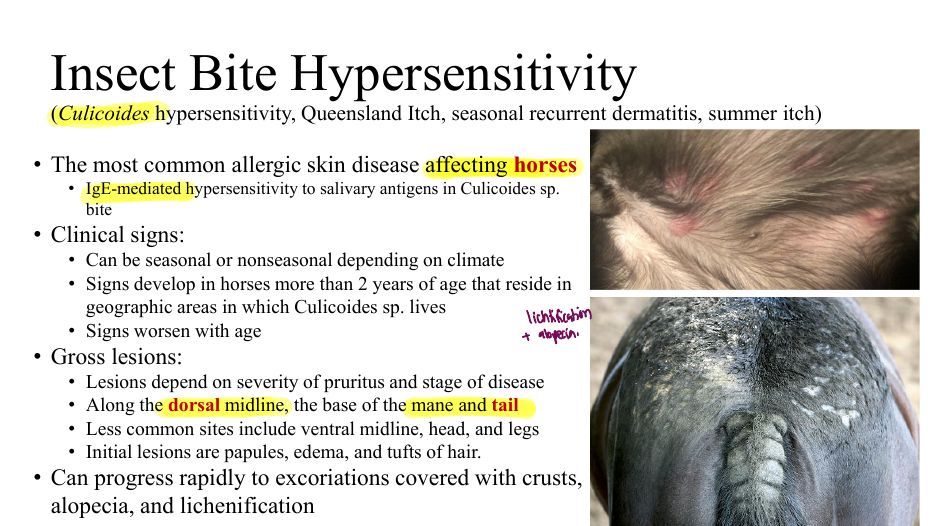 Insect Bite Hypersensitivity
(Culicoides hypersensitivity, Queensland Itch, seasonal recurrent dermatitis, summer itch)
• The most common allergic skin disease affecting horses
• IgE-mediated hypersensitivity to salivary antigens in Culicoides sp.
bite
• Clinical signs:
• Can be seasonal or nonseasonal depending on climate
• Signs develop in horses more than 2 years of age that reside in
geographic areas in which Culicoides sp. lives
• Signs worsen with age
• Gross lesions:
• Lesions depend on severity of pruritus and stage of disease
• Along the dorsal midline, the base of the mane and tail
• Less common sites include ventral midline, head, and legs
• Initial lesions are papules, edema, and tufts of hair.
• Can progress rapidly to excoriations covered with crusts,
alopecia, and lichenification
+ alopecia.